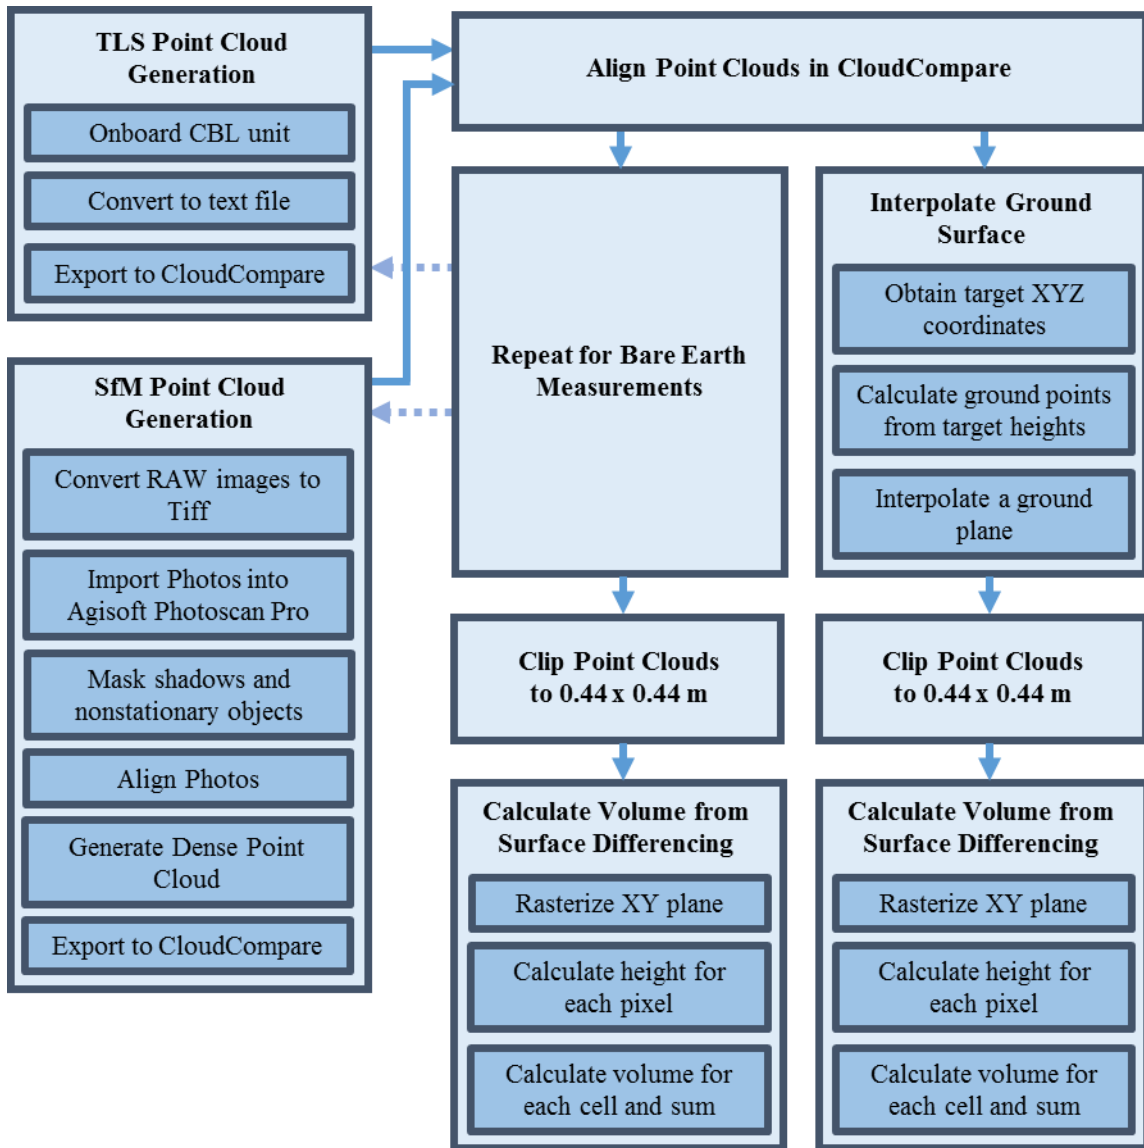 TLS Point Cloud
Generation
Onboard CBL unit
Convert to text file
Export to CloudCompare
SfM Point Cloud
Generation
Convert RAW images to
Tiff
Import Photos into
Agisoft Photoscan Pro
Mask shadows and
nonstationary objects
Align Photos
Generate Dense Point
Cloud
Export to CloudCompare
Align Point Clouds in CloudCompare
Repeat for Bare Earth
Measurements
Clip Point Clouds
to 0.44 x 0.44 m
Calculate Volume from
Surface Differencing
Rasterize XY plane
Calculate height for
each pixel
Calculate volume for
each cell and sum
Interpolate Ground
Surface
Obtain target XYZ
coordinates
Calculate ground points
from target heights
Interpolate a ground
plane
Clip Point Clouds
to 0.44 x 0.44 m
Calculate Volume from
Surface Differencing
Rasterize XY plane
Calculate height for
each pixel
Calculate volume for
each cell and sum